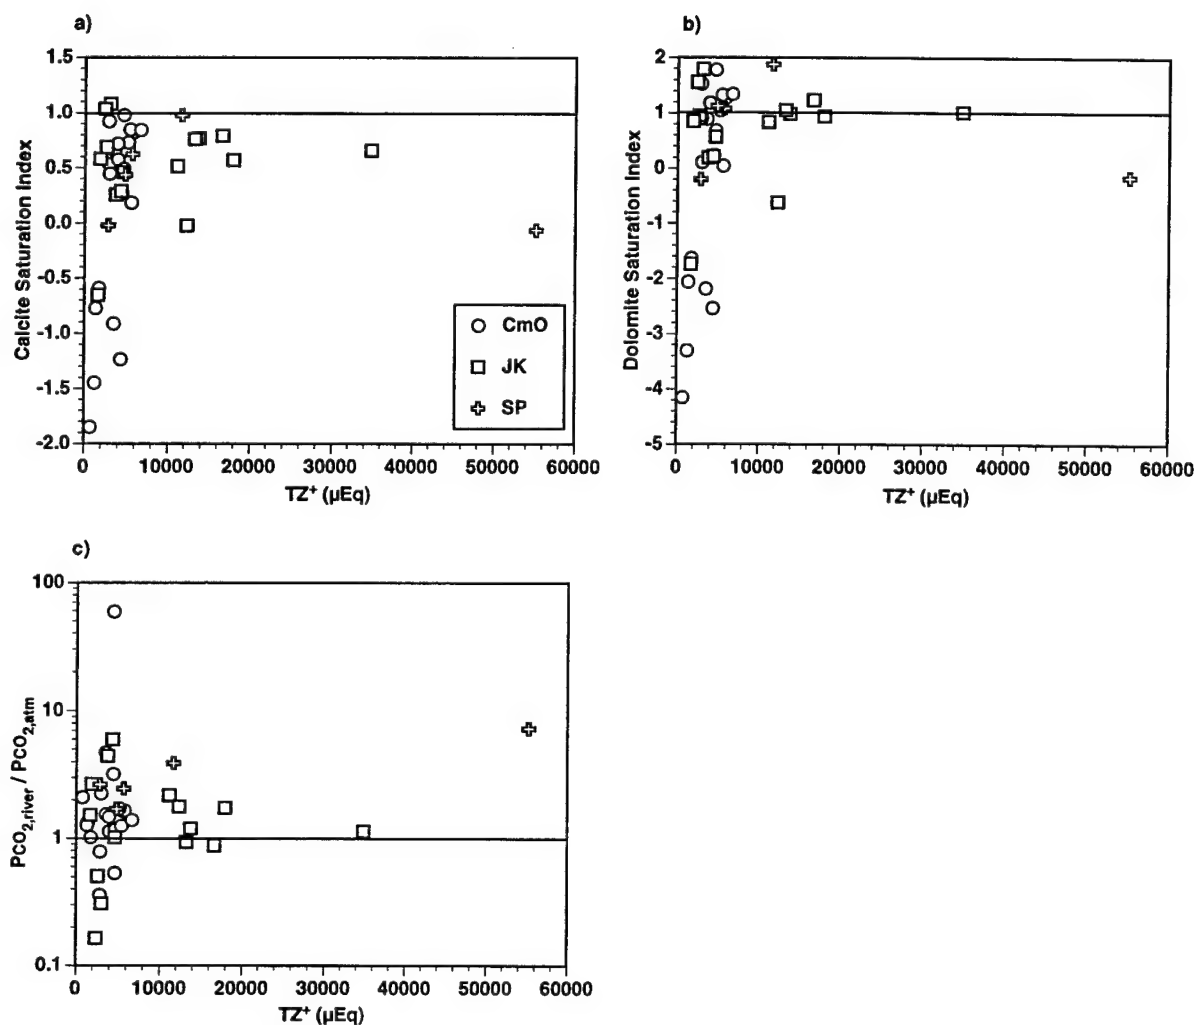 a)
1.5
1.0
0.5
0.0
-0.5
-1.0
-1.5
-2.0
Calcite Saturation Index
CmO
JK
SP
0 10000 20000 30000 40000 50000 60000
TZ⁺ (µEq)
b)
2
1
0
-1
-2
-3
-4
-5
Dolomite Saturation Index
0 10000 20000 30000 40000 50000 60000
TZ⁺ (µEq)
c)
100
10
1
0.1
PCO₂,river / PCO₂,atm
0 10000 20000 30000 40000 50000 60000
TZ⁺ (µEq)